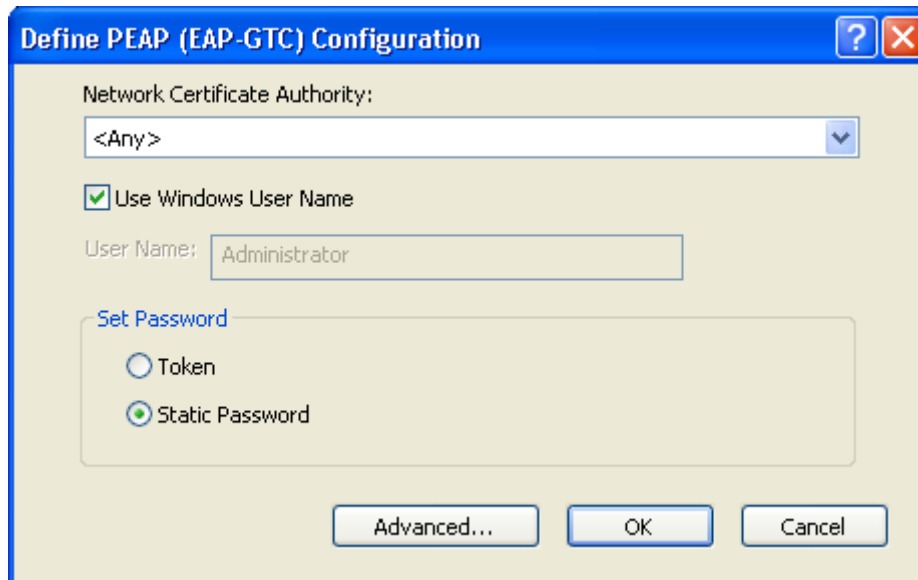 Define PEAP (EAP-GTC) Configuration
Network Certificate Authority:
<Any>
Use Windows User Name
User Name: Administrator
Set Password
Token
Static Password
Advanced... OK Cancel